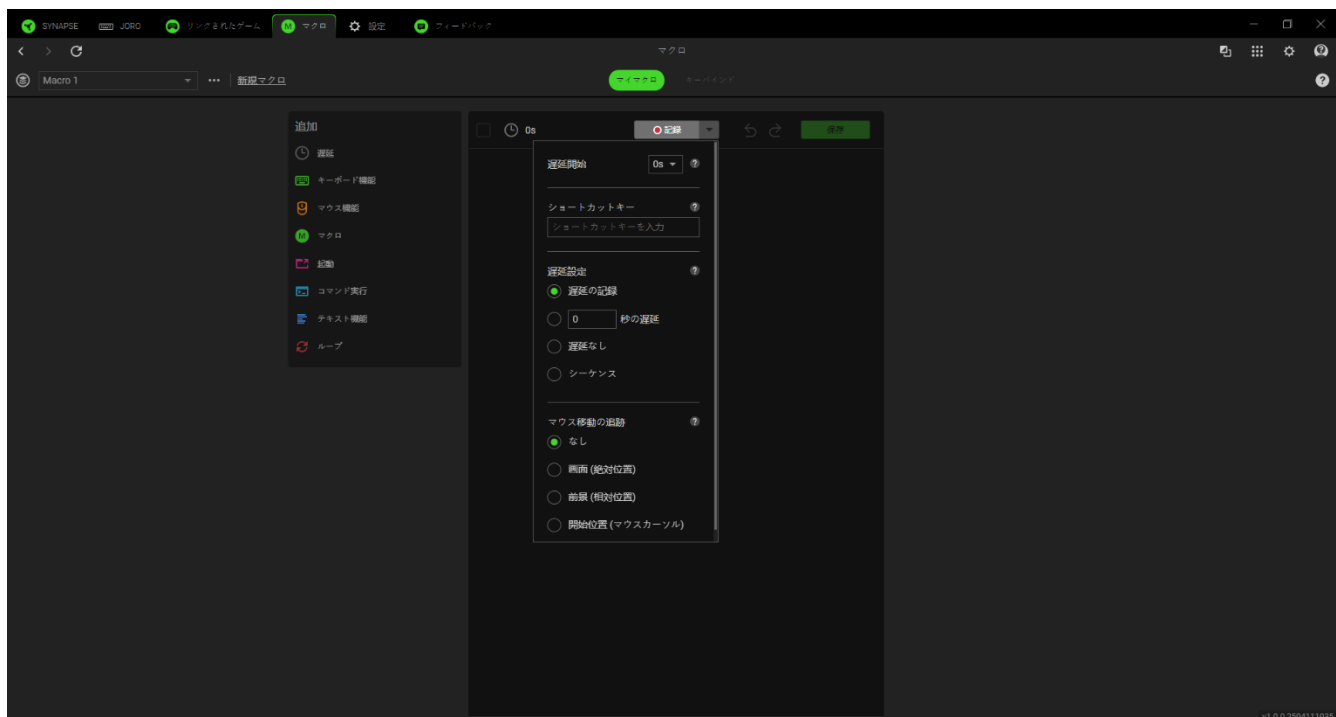 SYNAPSE JORO リンクされたゲーム マクロ 設定 フィードバック
マクロ
Macro 1 新規マクロ マイマクロ キーバインド
追加
遅延
キーボード機能
マウス機能
マクロ
起動
コマンド実行
テキスト機能
ループ
0s 記録 保存
遅延開始 0s
ショートカットキー
ショートカットキーを入力
遅延設定
遅延の記録
0 秒の遅延
遅延なし
シーケンス
マウス移動の追跡
なし
画面 (絶対位置)
前景 (相対位置)
開始位置 (マウスカーソル)